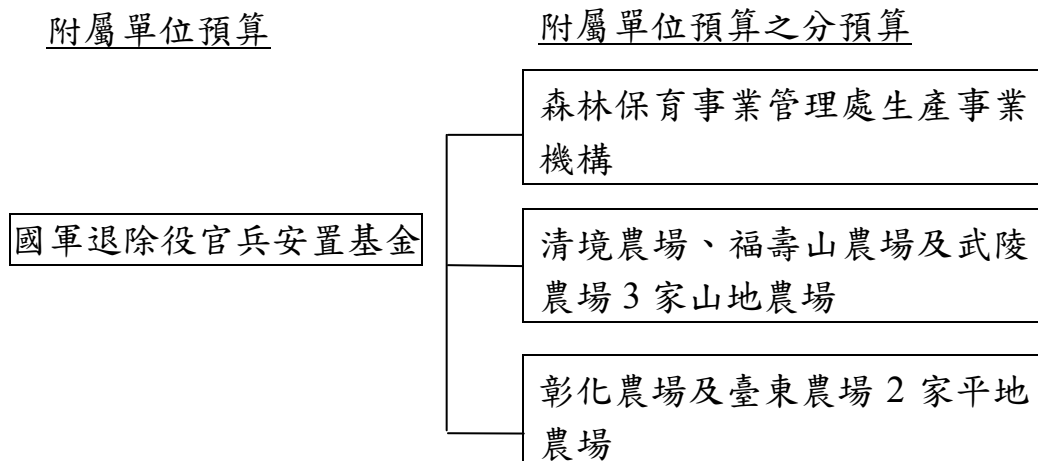 附屬單位預算
附屬單位預算之分預算
森林保育事業管理處生產事業
機構
國軍退除役官兵安置基金
清境農場、福壽山農場及武陵
農場 3 家山地農場
彰化農場及臺東農場 2 家平地
農場